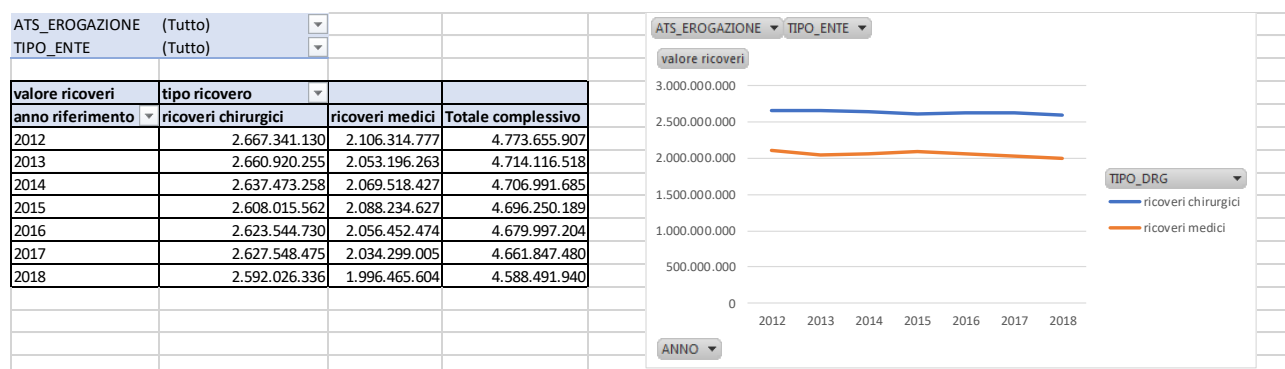 ATS_EROGAZIONE (Tutto)
TIPO_ENTE (Tutto)
valore ricoveri tipo ricovero
anno riferimento ricoveri chirurgici ricoveri medici Totale complessivo
2012 2.667.341.130 2.106.314.777 4.773.655.907
2013 2.660.920.255 2.053.196.263 4.714.116.518
2014 2.637.473.258 2.069.518.427 4.706.991.685
2015 2.608.015.562 2.088.234.627 4.696.250.189
2016 2.623.544.730 2.056.452.474 4.679.997.204
2017 2.627.548.475 2.034.299.005 4.661.847.480
2018 2.592.026.336 1.996.465.604 4.588.491.940
ATS_EROGAZIONE TIPO_ENTE
valore ricoveri
3.000.000.000
2.500.000.000
2.000.000.000
1.500.000.000
1.000.000.000
500.000.000
0
2012 2013 2014 2015 2016 2017 2018
TIPO_DRG
ricoveri chirurgici
ricoveri medici
ANNO